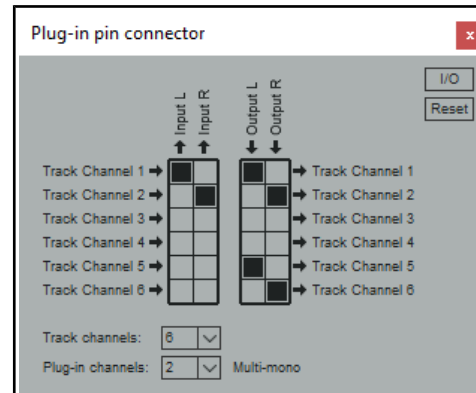 Plug-in pin connector
x
I/O
Reset
Input L
Input R
Output L
Output R
Track Channel 1
Track Channel 1
Track Channel 2
Track Channel 2
Track Channel 3
Track Channel 3
Track Channel 4
Track Channel 4
Track Channel 5
Track Channel 5
Track Channel 6
Track Channel 6
Track channels: 6
Plug-in channels: 2 Multi-mono